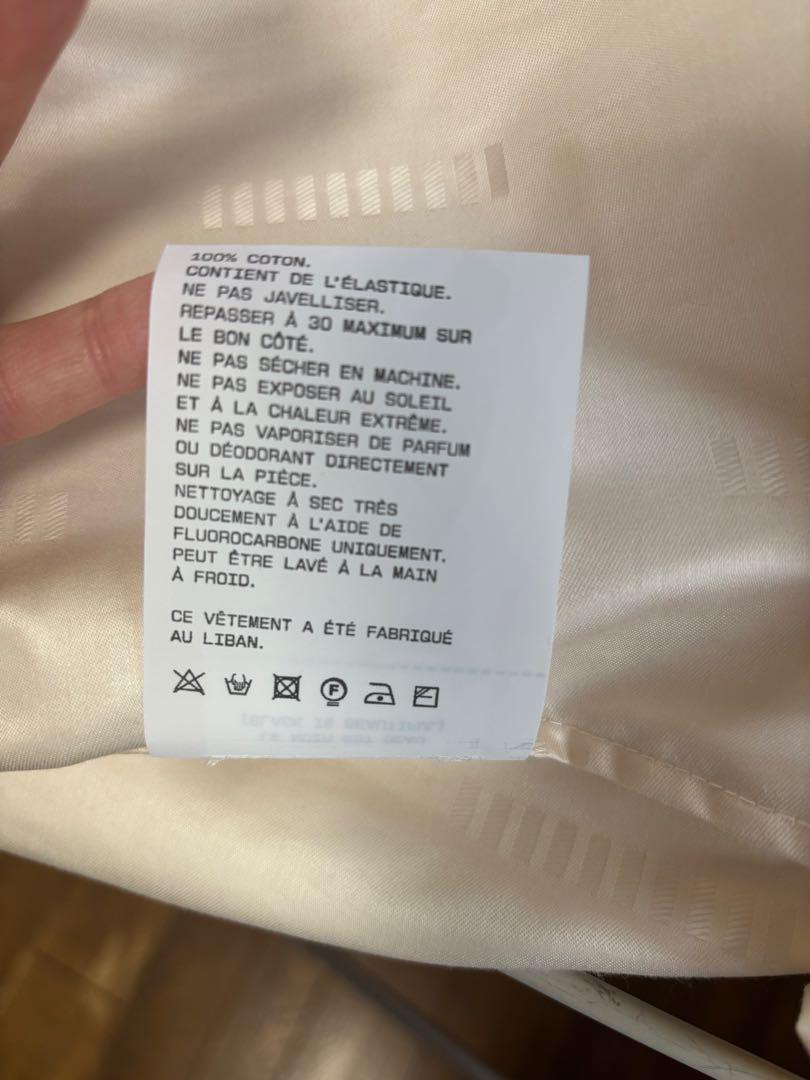 100% COTON.
CONTIENT DE L'ÉLASTIQUE.
NE PAS JAVELLISER.
REPASSER À 30 MAXIMUM SUR
LE BON CÔTÉ.
NE PAS SÉCHER EN MACHINE.
NE PAS EXPOSER AU SOLEIL
ET À LA CHALEUR EXTRÊME.
NE PAS VAPORISER DE PARFUM
OU DÉODORANT DIRECTEMENT
SUR LA PIÈCE.
NETTOYAGE À SEC TRÈS
DOUCEMENT À L'AIDE DE
FLUOROCARBONE UNIQUEMENT.
PEUT ÊTRE LAVÉ À LA MAIN
À FROID.
CE VÊTEMENT A ÉTÉ FABRIQUÉ
AU LIBAN.
F